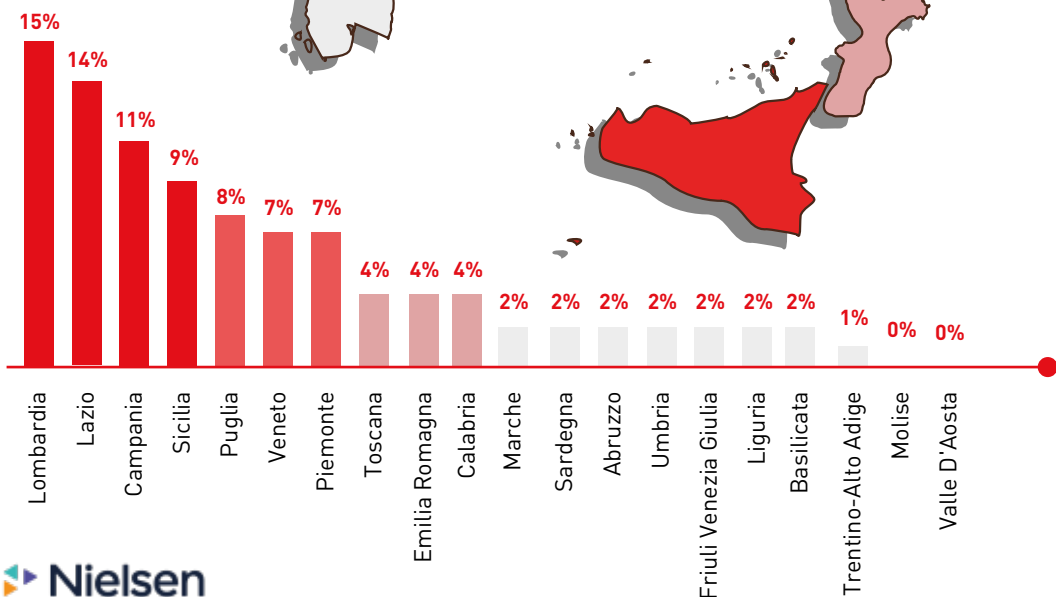 15%
14%
11%
9%
8%
7%
7%
4%
4%
4%
2%
2%
2%
2%
2%
2%
2%
1%
0%
0%
Lombardia
Lazio
Campania
Sicilia
Puglia
Veneto
Piemonte
Toscana
Emilia Romagna
Calabria
Marche
Sardegna
Abruzzo
Umbria
Friuli Venezia Giulia
Liguria
Basilicata
Trentino-Alto Adige
Molise
Valle D'Aosta
Nielsen